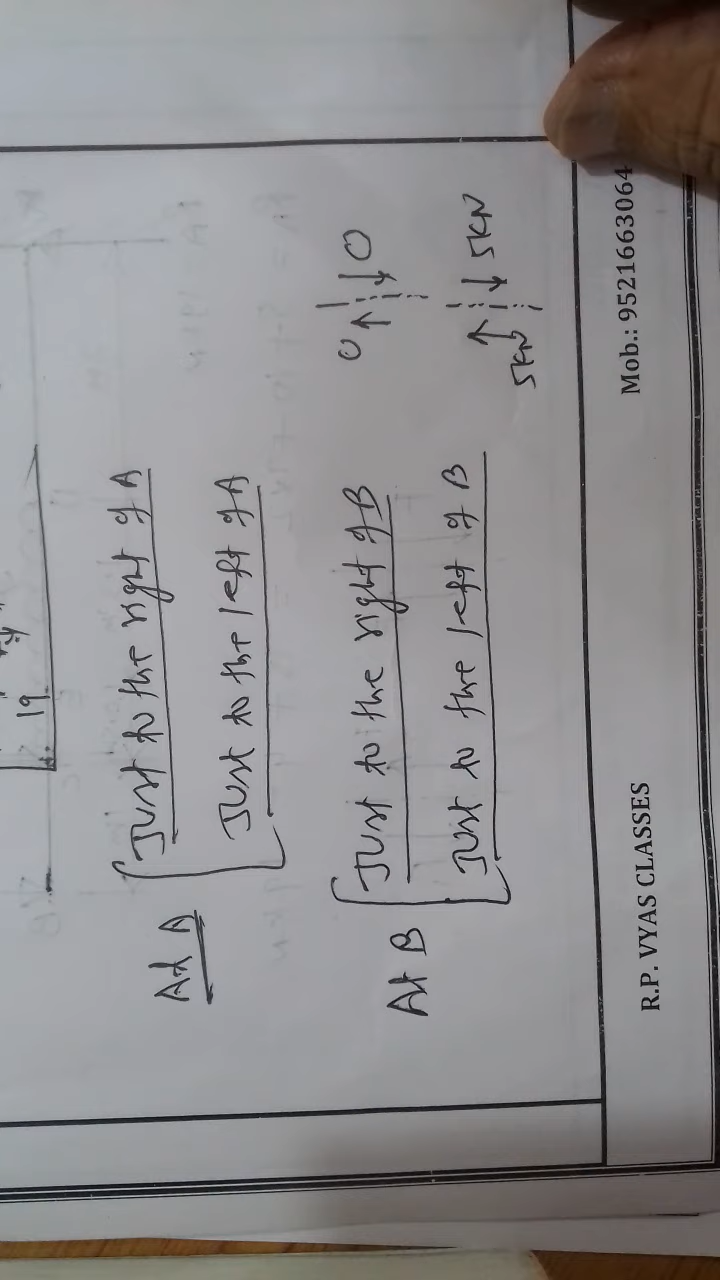 19
At A
Just to the right of A
Just to the left of A
At B
Just to the right of B
0 0
Just to the left of B
5KN 5KN
R.P. VYAS CLASSES Mob.: 9521663064